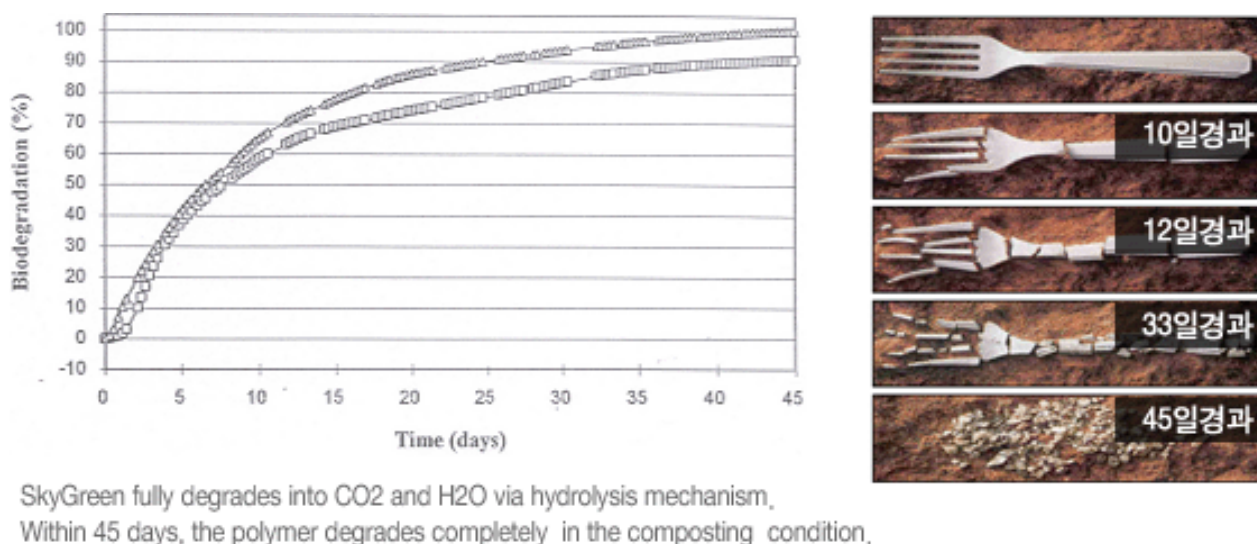 100
90
80
70
60
50
40
30
20
10
0
-10
Biodegradation (%)
0 5 10 15 20 25 30 35 40 45
Time (days)
10일경과
12일경과
33일경과
45일경과
SkyGreen fully degrades into CO2 and H2O via hydrolysis mechanism.
Within 45 days, the polymer degrades completely in the composting condition.